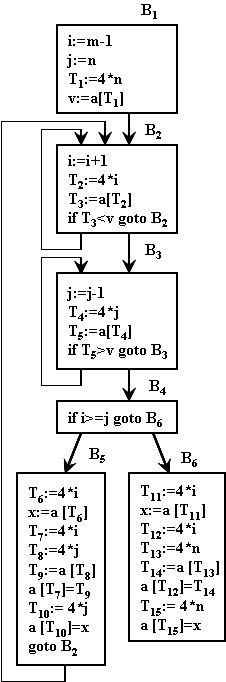 B1
i:=m-1
j:=n
T1:=4*n
v:=a[T1]
B2
i:=i+1
T2:=4*i
T3:=a[T2]
if T3<v goto B2
B3
j:=j-1
T4:=4*j
T5:=a[T4]
if T5>v goto B3
B4
if i>=j goto B6
B5
T6:=4*i
x:=a [T6]
T7:=4*i
T8:=4*j
T9:=a [T8]
a [T7]=T9
T10:= 4*j
a [T10]=x
goto B2
B6
T11:=4*i
x:=a [T11]
T12:=4*i
T13:=4*n
T14:=a [T13]
a [T12]=T14
T15:= 4*n
a [T15]=x